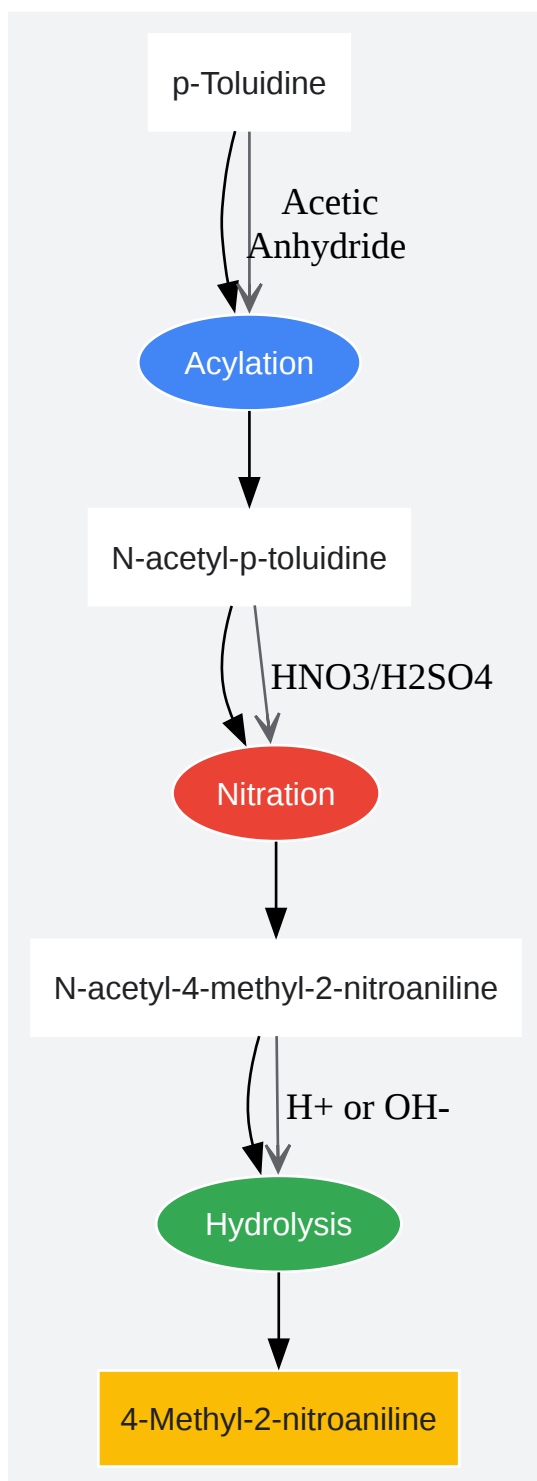 p-Toluidine
Acetic
Anhydride
Acylation
N-acetyl-p-toluidine
HNO3/H2SO4
Nitration
N-acetyl-4-methyl-2-nitroaniline
H+ or OH-
Hydrolysis
4-Methyl-2-nitroaniline